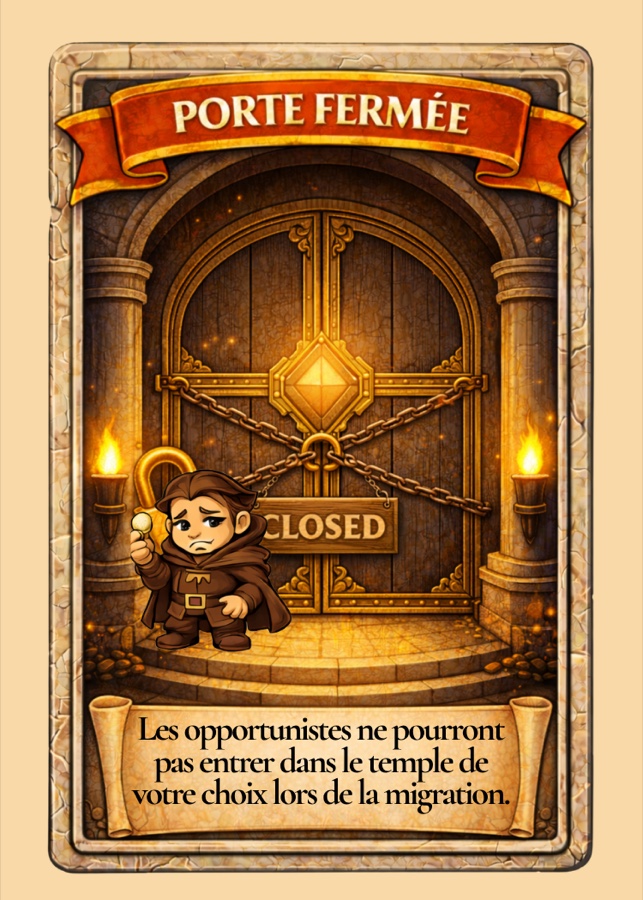 PORTE FERMÉE
CLOSED
Les opportunistes ne pourront
pas entrer dans le temple de
votre choix lors de la migration.